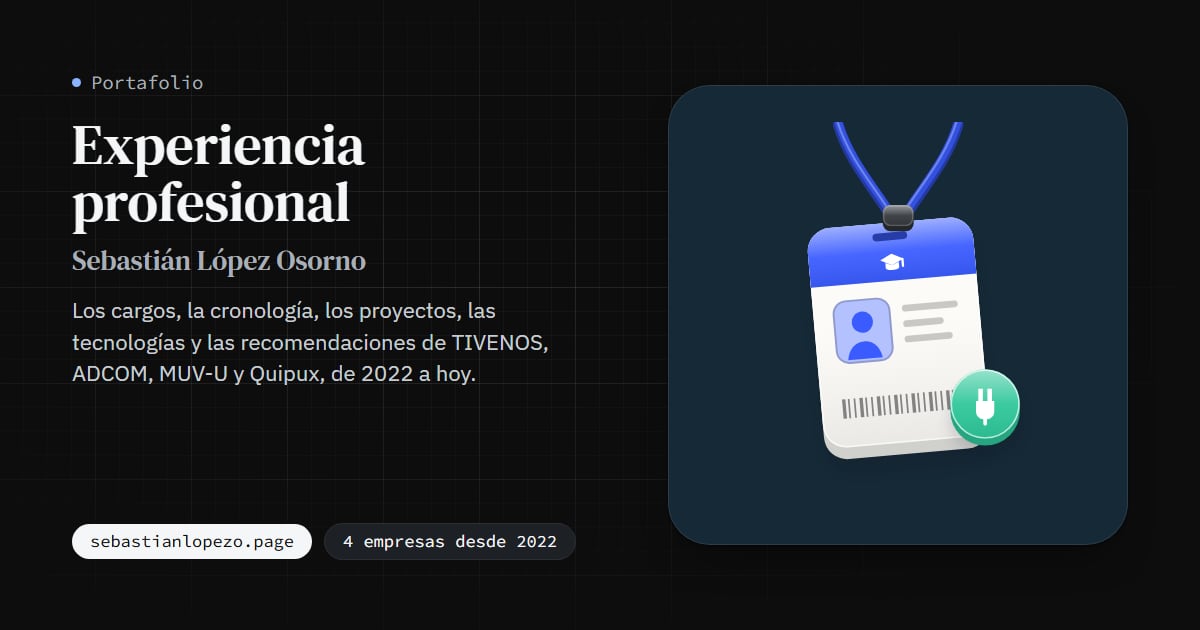 Portafolio
Experiencia
profesional
Sebastián López Osorno
Los cargos, la cronología, los proyectos, las
tecnologías y las recomendaciones de TIVENOS,
ADCOM, MUV-U y Quipux, de 2022 a hoy.
sebastianlopezo.page
4 empresas desde 2022